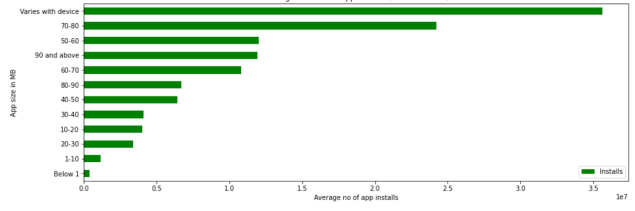 Varies with device
70-80
50-60
90 and above
60-70
80-90
40-50
30-40
10-20
20-30
1-10
Below 1
App size in MB
Installs
0.0 0.5 1.0 1.5 2.0 2.5 3.0 3.5
1e7
Average no of app installs